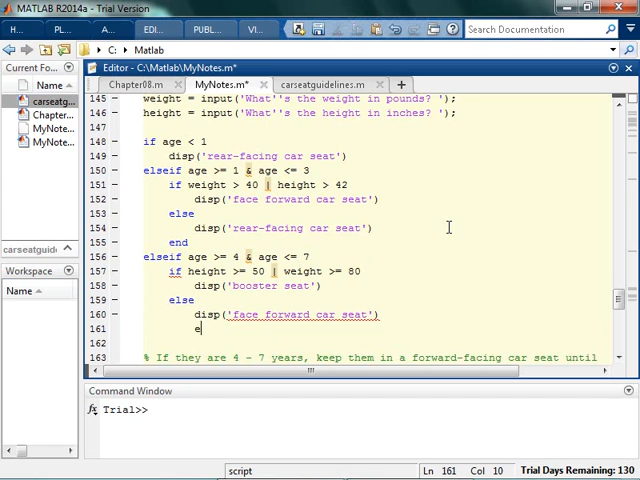 MATLAB R2014a - Trial Version
H...
P...
A...
EDI...
PUB...
VI...
Search Documentation
C:
Matlab
Current Fo...
Editor - C:\Matlab\MyNotes.m*
Name
Chapter08.m
MyNotes.m*
carseatguidelines.m
carseatg...
Chapter...
MyNote...
MyNote...
145 weight = input('What''s the weight in pounds? ');
146 height = input('What''s the height in inches? ');
147
148 if age < 1
149 disp('rear-facing car seat')
150 elseif age >= 1 & age <= 3
151 if weight > 40 | height > 42
152 disp('face forward car seat')
153 else
154 disp('rear-facing car seat')
155 end
156 elseif age >= 4 & age <= 7
157 if height >= 50 | weight >= 80
158 disp('booster seat')
159 else
160 disp('face forward car seat')
161 e
162
163 % If they are 4 - 7 years, keep them in a forward-facing car seat until
carseatguidelines...
Workspace
Name
Command Window
fx Trial>>
script
Ln 161 Col 10
Trial Days Remaining: 130